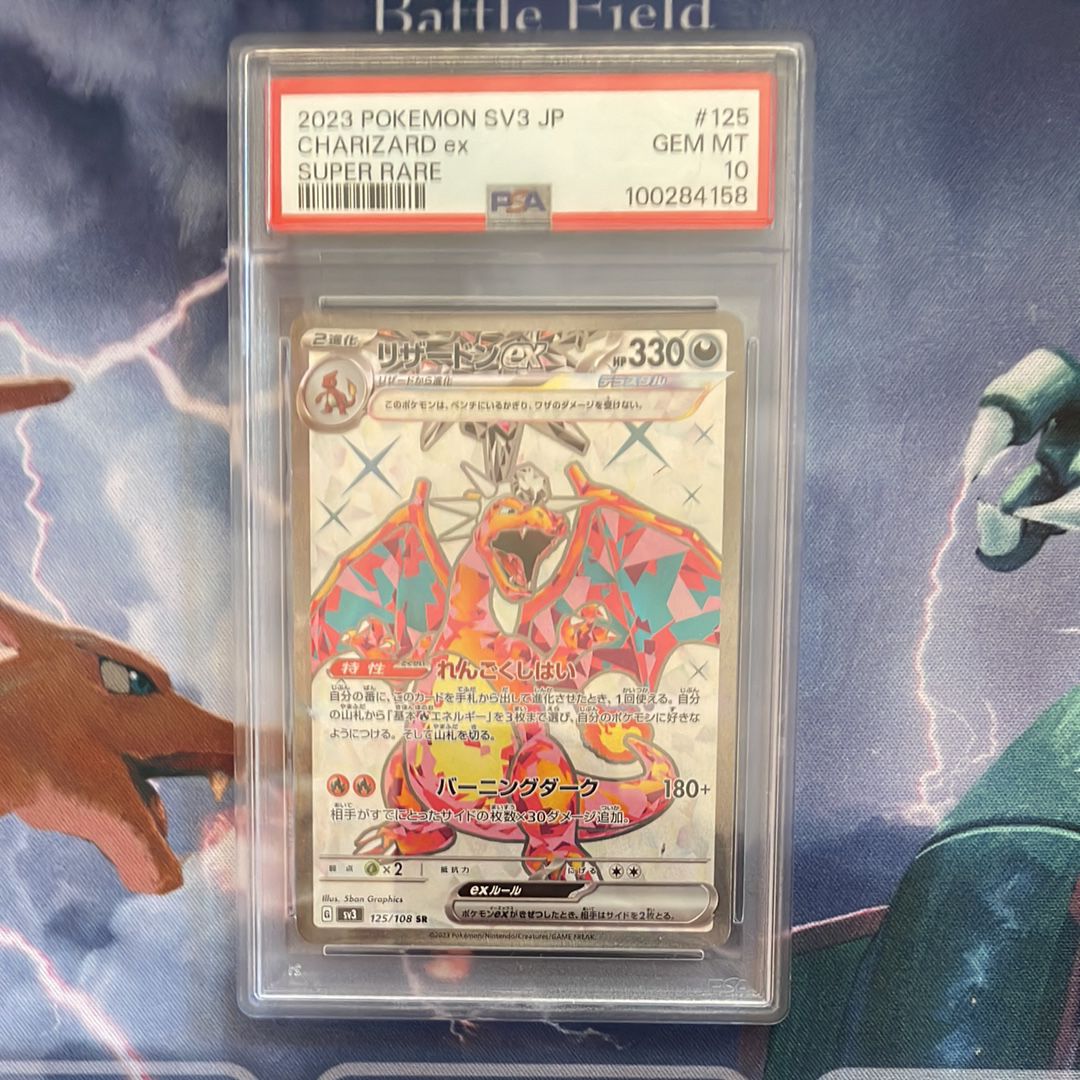 Battle Field
2023 POKEMON SV3 JP #125
CHARIZARD ex GEM MT
SUPER RARE 10
PSA 100284158
2進化 リザードンex HP330
リザードから進化 テラスタル
このポケモンは、ベンチにいるかぎり、ワザのダメージを受けない。
特性 れんごくしはい
自分の番に、このカードを手札から出して進化させたとき、1回使える。自分
の山札から「基本エネルギー」を3枚まで選び、自分のポケモンに好きな
ようにつける。そして山札を切る。
バーニングダーク 180+
相手がすでにとったサイドの枚数×30ダメージ追加。
弱点 ×2 抵抗力 にげる
exルール
Illus. 5ban Graphics
ポケモンexがきぜつしたとき、相手はサイドを2枚とる。
G sv3 125/108 SR
©2023 Pokémon/Nintendo/Creatures/GAME FREAK.